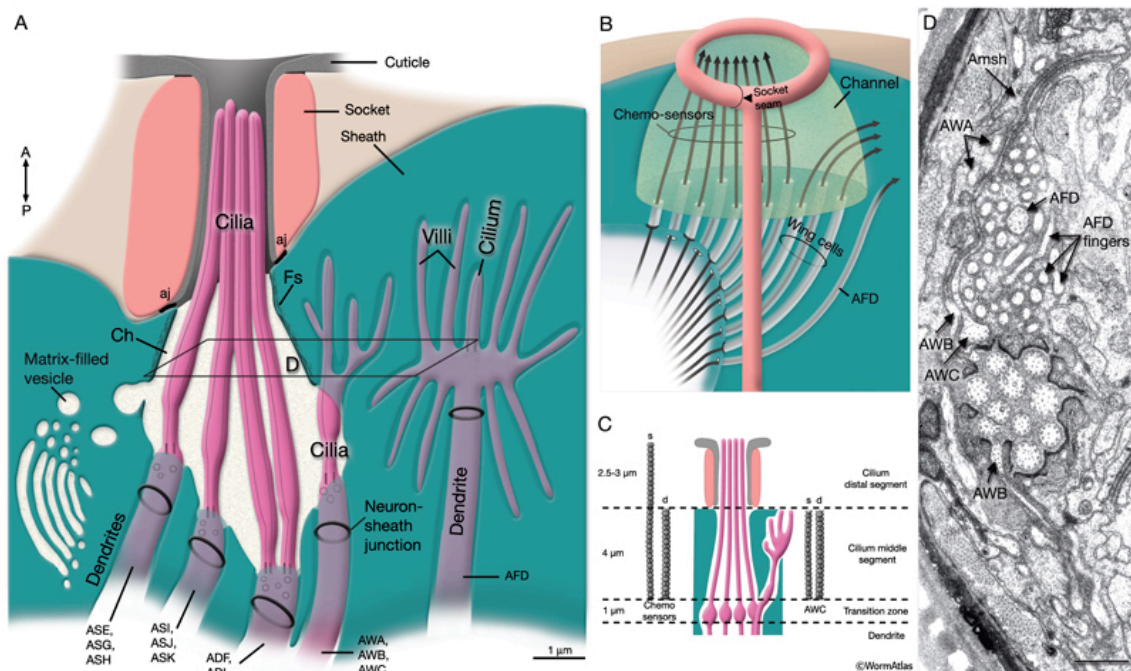 A
Cuticle
Socket
Sheath
A
P
Cilia
Villi
Cilium
aj
aj
Fs
Ch
D
Matrix-filled
vesicle
Cilia
Dendrites
Neuron-
sheath
junction
Dendrite
AFD
ASE,
ASG,
ASH
ASI,
ASJ,
ASK
ADF,
AWA,
AWB,
AWC
1 µm
B
Channel
Socket
seam
Chemo-sensors
Wing cells
AFD
C
s
2.5-3 µm
d
s d
4 µm
1 µm
Chemo
sensors
AWC
Cilium
distal segment
Cilium middle
segment
Transition zone
Dendrite
©WormAtlas
D
Amsh
AWA
AFD
AFD
fingers
AWB
AWC
AWB